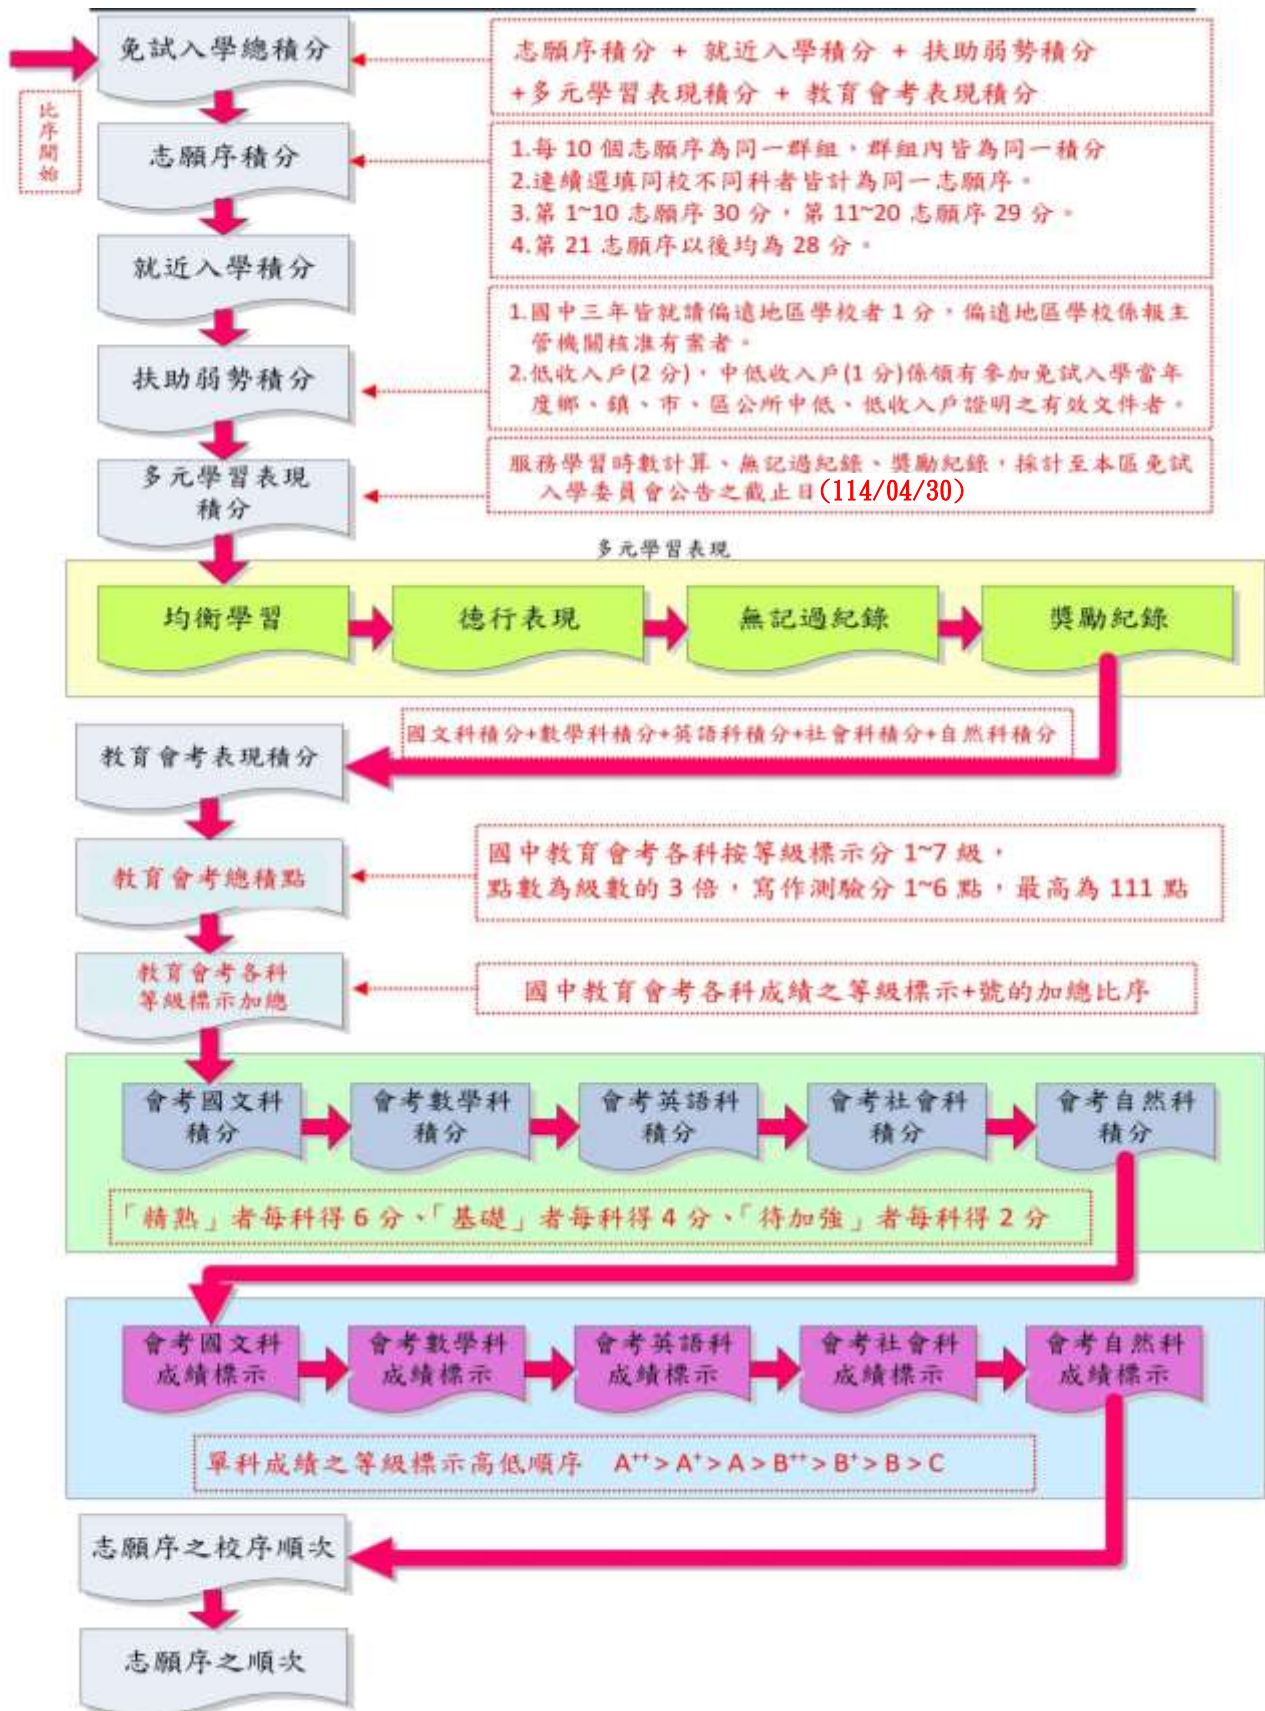 免試入學總積分
志願序積分 + 就近入學積分 + 扶助弱勢積分
+多元學習表現積分 + 教育會考表現積分
比序開始
志願序積分
1.每 10 個志願序為同一群組，群組內皆為同一積分
2.連續選填同校不同科者皆計為同一志願序。
3.第 1~10 志願序 30 分，第 11~20 志願序 29 分。
4.第 21 志願序以後均為 28 分。
就近入學積分
扶助弱勢積分
1.國中三年皆就讀偏遠地區學校者 1 分，偏遠地區學校係報主
管機關核准有案者。
2.低收入戶(2 分)，中低收入戶(1 分)係領有參加免試入學當年
度鄉、鎮、市、區公所中低、低收入戶證明之有效文件者。
多元學習表現
積分
服務學習時數計算、無記過紀錄、獎勵紀錄，採計至本區免試
入學委員會公告之截止日(114/04/30)
多元學習表現
均衡學習
德行表現
無記過紀錄
獎勵紀錄
國文科積分+數學科積分+英語科積分+社會科積分+自然科積分
教育會考表現積分
教育會考總積點
國中教育會考各科按等級標示分 1~7 級，
點數為級數的 3 倍，寫作測驗分 1~6 點，最高為 111 點
教育會考各科
等級標示加總
國中教育會考各科成績之等級標示+號的加總比序
會考國文科
積分
會考數學科
積分
會考英語科
積分
會考社會科
積分
會考自然科
積分
「精熟」者每科得 6 分、「基礎」者每科得 4 分、「待加強」者每科得 2 分
會考國文科
成績標示
會考數學科
成績標示
會考英語科
成績標示
會考社會科
成績標示
會考自然科
成績標示
單科成績之等級標示高低順序 A⁺⁺ > A⁺ > A > B⁺⁺ > B⁺ > B > C
志願序之校序順次
志願序之順次